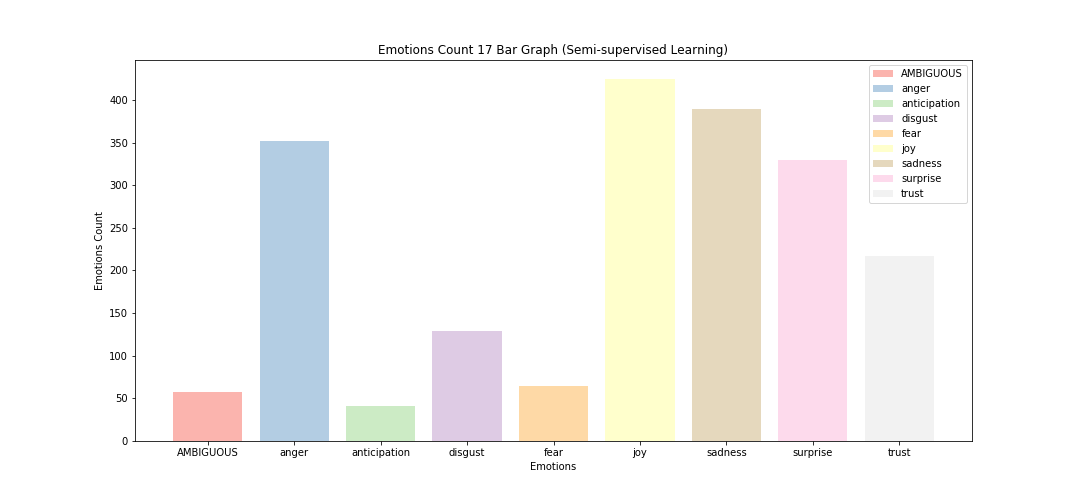 Emotions Count 17 Bar Graph (Semi-supervised Learning)
AMBIGUOUS
anger
anticipation
disgust
fear
joy
sadness
surprise
trust
400
350
300
250
200
150
100
50
0
Emotions Count
AMBIGUOUS anger anticipation disgust fear joy sadness surprise trust
Emotions